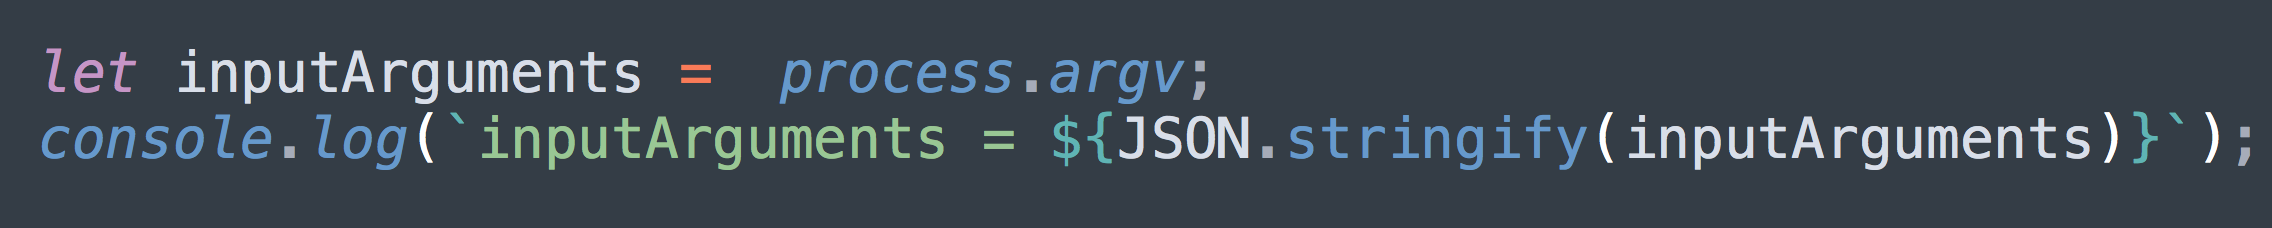 let inputArguments =  process.argv;
console.log(`inputArguments = ${JSON.stringify(inputArguments)}`);